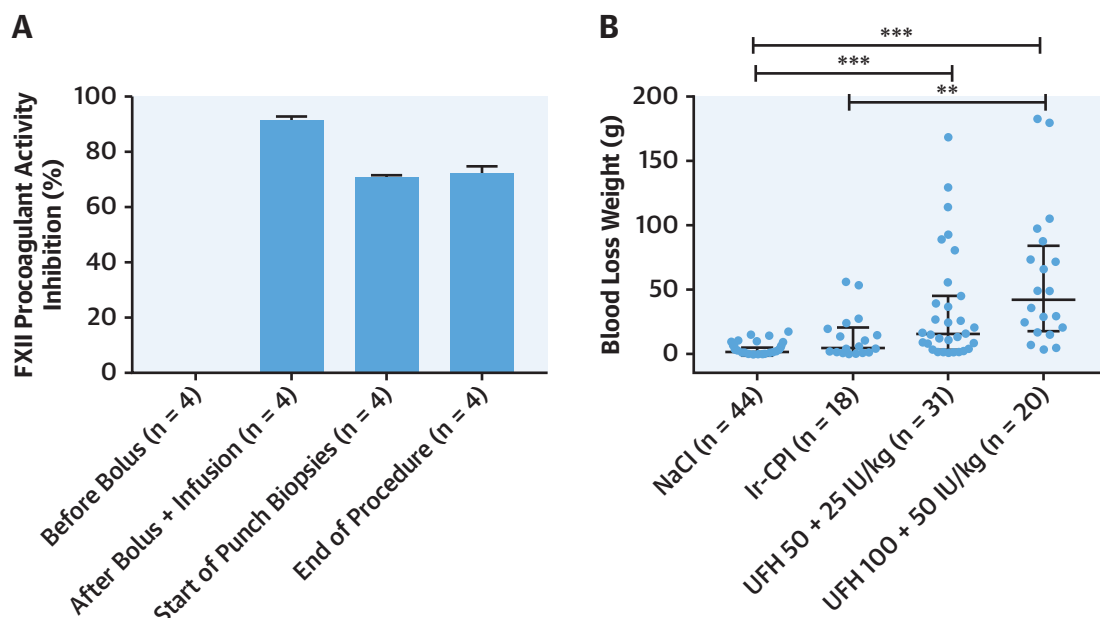 A
FXII Procoagulant Activity
Inhibition (%)
100
80
60
40
20
0
Before Bolus (n = 4)
After Bolus + Infusion (n = 4)
Start of Punch Biopsies (n = 4)
End of Procedure (n = 4)
B
***
***
**
Blood Loss Weight (g)
200
150
100
50
0
NaCl (n = 44)
Ir-CPI (n = 18)
UFH 50 + 25 IU/kg (n = 31)
UFH 100 + 50 IU/kg (n = 20)